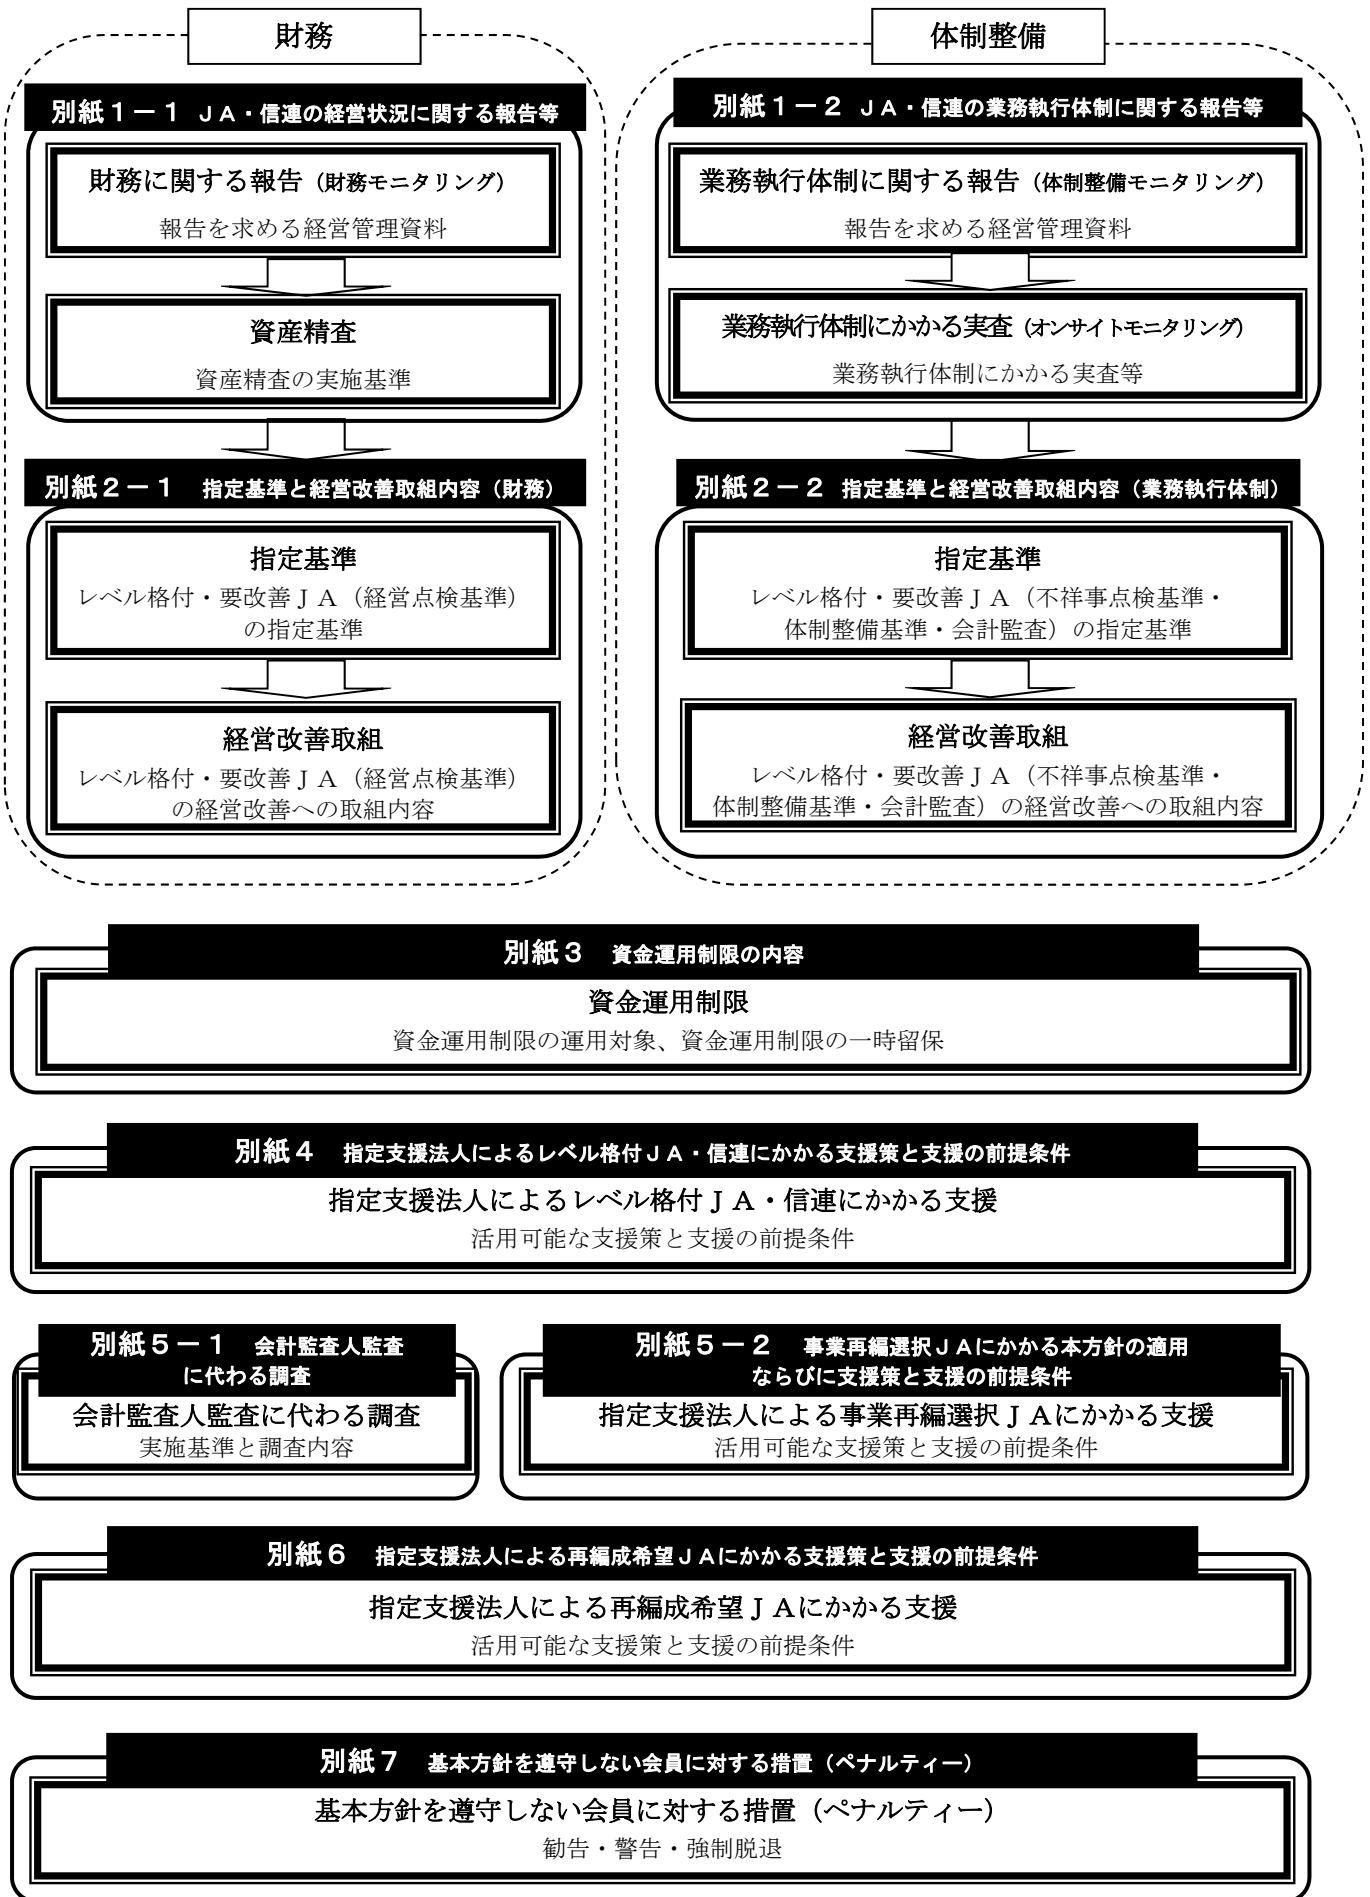 財務
別紙１－１ ＪＡ・信連の経営状況に関する報告等
財務に関する報告（財務モニタリング）
報告を求める経営管理資料
資産精査
資産精査の実施基準
別紙２－１ 指定基準と経営改善取組内容（財務）
指定基準
レベル格付・要改善ＪＡ（経営点検基準）
の指定基準
経営改善取組
レベル格付・要改善ＪＡ（経営点検基準）
の経営改善への取組内容
体制整備
別紙１－２ ＪＡ・信連の業務執行体制に関する報告等
業務執行体制に関する報告（体制整備モニタリング）
報告を求める経営管理資料
業務執行体制にかかる実査（オンサイトモニタリング）
業務執行体制にかかる実査等
別紙２－２ 指定基準と経営改善取組内容（業務執行体制）
指定基準
レベル格付・要改善ＪＡ（不祥事点検基準・
体制整備基準・会計監査）の指定基準
経営改善取組
レベル格付・要改善ＪＡ（不祥事点検基準・
体制整備基準・会計監査）の経営改善への取組内容
別紙３ 資金運用制限の内容
資金運用制限
資金運用制限の運用対象、資金運用制限の一時留保
別紙４ 指定支援法人によるレベル格付ＪＡ・信連にかかる支援策と支援の前提条件
指定支援法人によるレベル格付ＪＡ・信連にかかる支援
活用可能な支援策と支援の前提条件
別紙５－１ 会計監査人監査
に代わる調査
会計監査人監査に代わる調査
実施基準と調査内容
別紙５－２ 事業再編選択ＪＡにかかる本方針の適用
ならびに支援策と支援の前提条件
指定支援法人による事業再編選択ＪＡにかかる支援
活用可能な支援策と支援の前提条件
別紙６ 指定支援法人による再編成希望ＪＡにかかる支援策と支援の前提条件
指定支援法人による再編成希望ＪＡにかかる支援
活用可能な支援策と支援の前提条件
別紙７ 基本方針を遵守しない会員に対する措置（ペナルティー）
基本方針を遵守しない会員に対する措置（ペナルティー）
勧告・警告・強制脱退